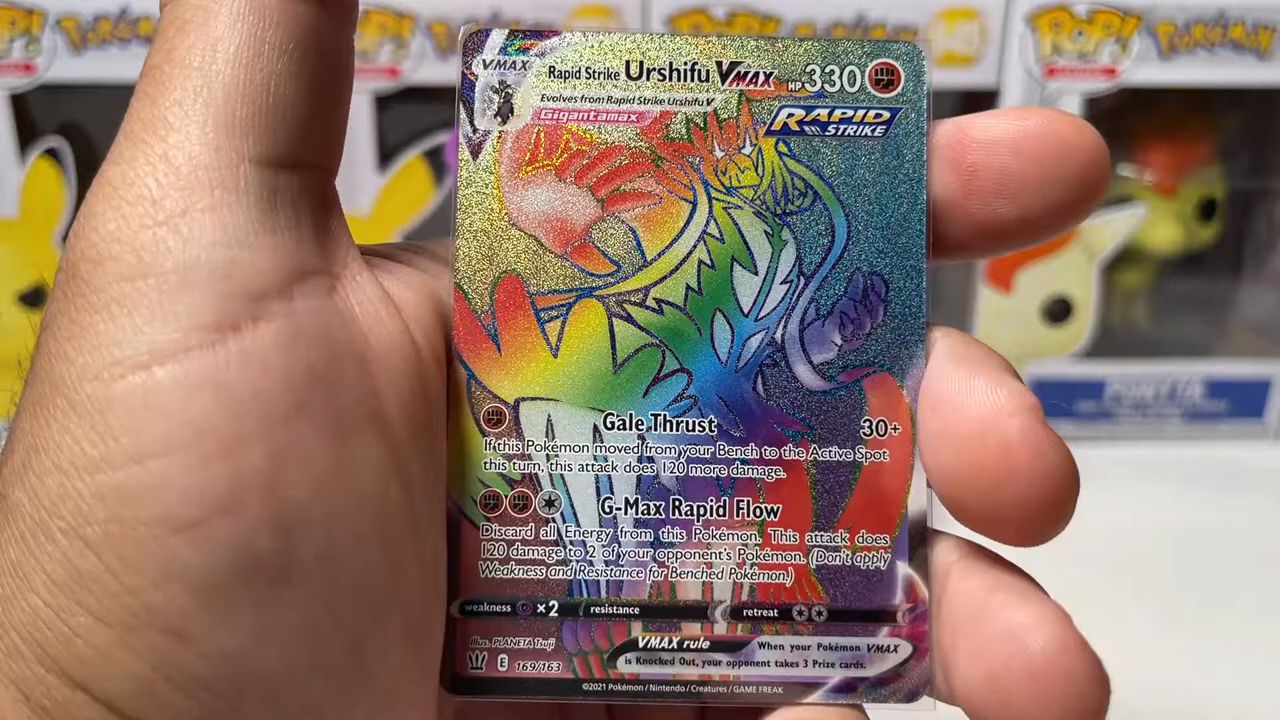 POP! Pokémon Pokémon POP! Pokémon POP! Pokémon
VMAX Rapid Strike Urshifu VMAX HP 330
Evolves from Rapid Strike Urshifu V
Gigantamax
RAPID
STRIKE
Gale Thrust 30+
If this Pokémon moved from your Bench to the Active Spot
this turn, this attack does 120 more damage.
G-Max Rapid Flow
Discard all Energy from this Pokémon. This attack does
120 damage to 2 of your opponent's Pokémon. (Don't apply
Weakness and Resistance for Benched Pokémon.)
weakness ×2 resistance retreat
Illus. PLANETA Tsuji
VMAX rule When your Pokémon VMAX
is Knocked Out, your opponent takes 3 Prize cards.
E 169/163
©2021 Pokémon / Nintendo / Creatures / GAME FREAK
PONYTA